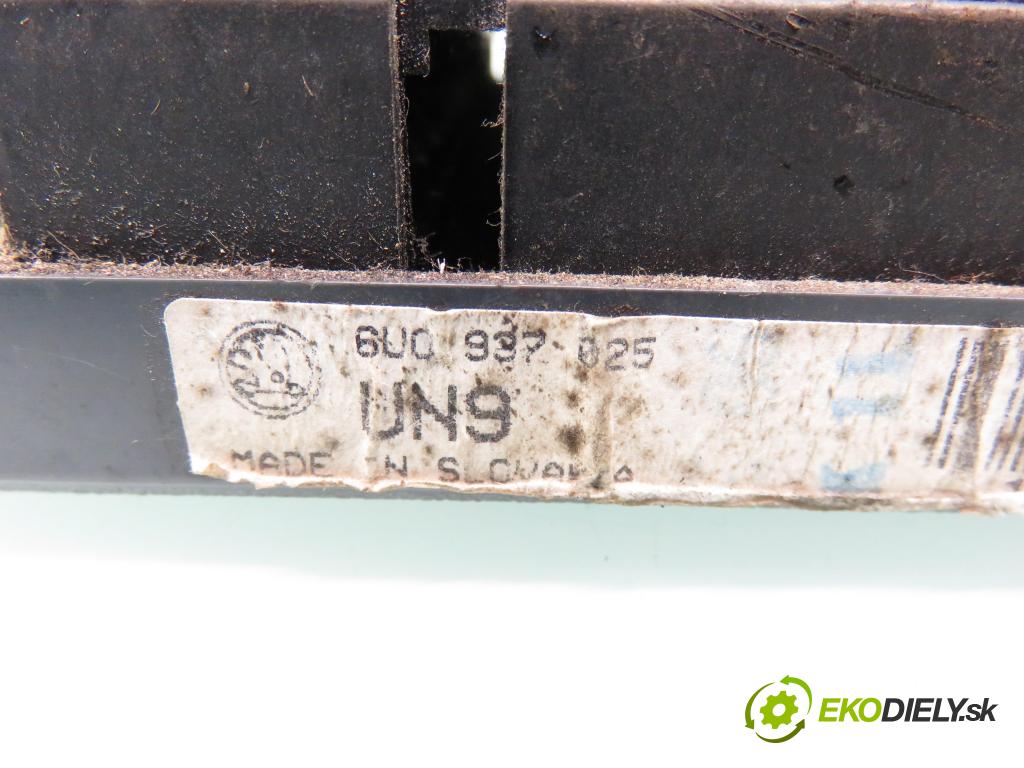 6U0 937 025
UN9
MADE IN SLOVAKIA
EKODIELY.sk